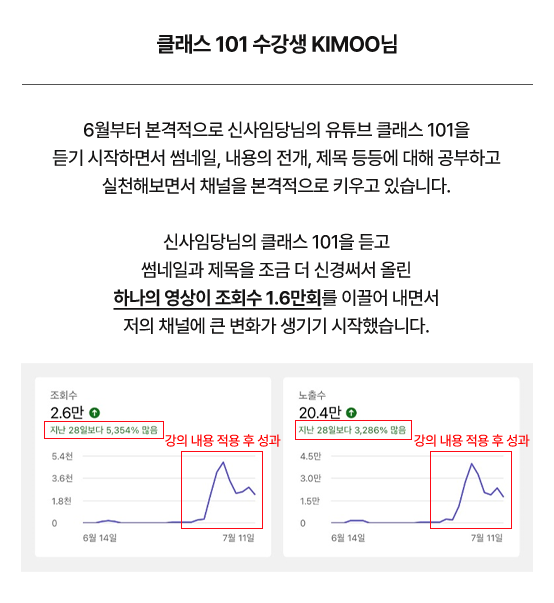 클래스 101 수강생 KIMOO님
6월부터 본격적으로 신사임당님의 유튜브 클래스 101을
듣기 시작하면서 썸네일, 내용의 전개, 제목 등등에 대해 공부하고
실천해보면서 채널을 본격적으로 키우고 있습니다.
신사임당님의 클래스 101을 듣고
썸네일과 제목을 조금 더 신경써서 올린
하나의 영상이 조회수 1.6만회를 이끌어 내면서
저의 채널에 큰 변화가 생기기 시작했습니다.
조회수
2.6만
지난 28일보다 5,354% 많음
강의 내용 적용 후 성과
5.4천
3.6천
1.8천
0
6월 14일
7월 11일
노출수
20.4만
지난 28일보다 3,286% 많음
강의 내용 적용 후 성과
4.5만
3.0만
1.5만
0
6월 14일
7월 11일